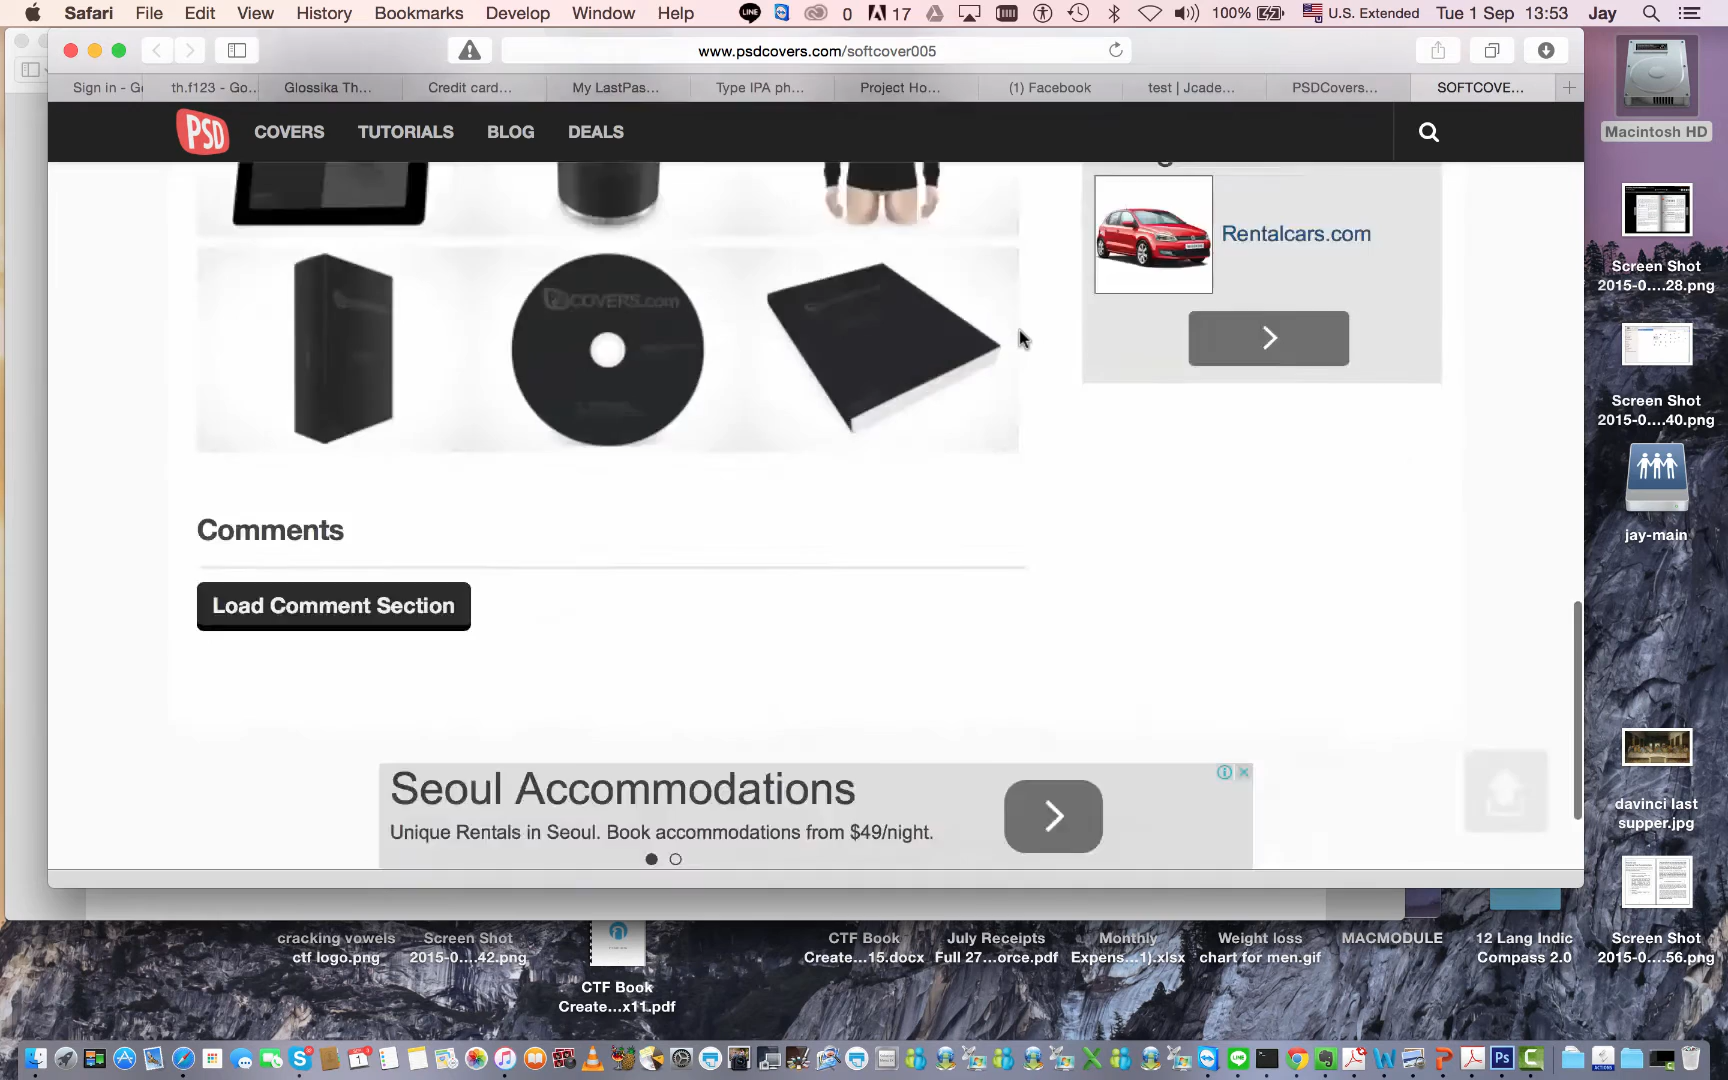 Safari File Edit View History Bookmarks Develop Window Help LINE 0 17 100% U.S. Extended Tue 1 Sep 13:53 Jay
www.psdcovers.com/softcover005
Sign in - Go th.f123 - Go... Glossika Th... Credit card... My LastPas... Type IPA ph... Project Ho... (1) Facebook test | Jcade... PSDCovers... SOFTCOVE...
PSD COVERS TUTORIALS BLOG DEALS
Macintosh HD
Rentalcars.com
Screen Shot
2015-0....28.png
COVERS.com
Screen Shot
2015-0....40.png
Comments
jay-main
Load Comment Section
Seoul Accommodations
Unique Rentals in Seoul. Book accommodations from $49/night.
davinci last
supper.jpg
cracking vowels
ctf logo.png
Screen Shot
2015-0....42.png
CTF Book
Create...x11.pdf
CTF Book
Create...15.docx
July Receipts
Full 27...orce.pdf
Monthly
Expens...1).xlsx
Weight loss
chart for men.gif
MACMODULE
12 Lang Indic
Compass 2.0
Screen Shot
2015-0....56.png
Ps